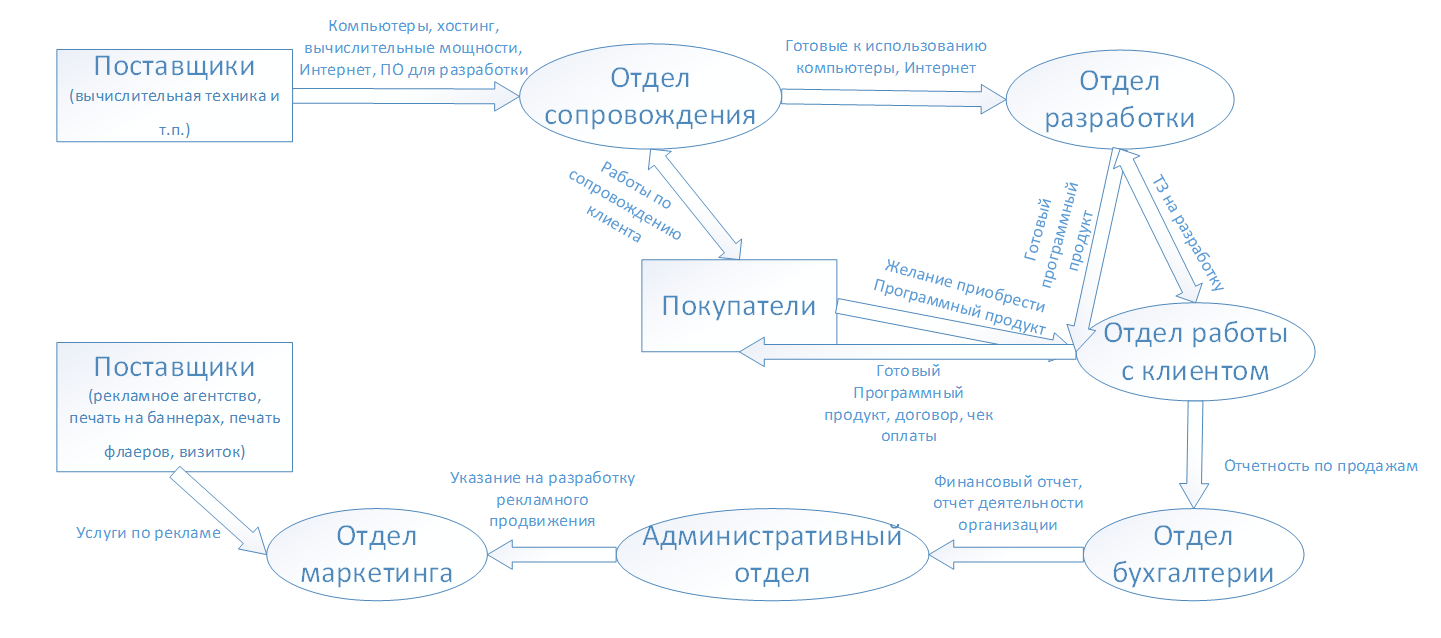 Компьютеры, хостинг,
вычислительные мощности,
Интернет, ПО для разработки
Готовые к использованию
компьютеры, Интернет
Поставщики
(вычислительная техника и
т.п.)
Отдел
сопровождения
Отдел
разработки
Работы по
сопровождению
клиента
Готовый
программный
продукт
ТЗ на разработку
Желание приобрести
Программный продукт
Покупатели
Отдел работы
с клиентом
Готовый
Программный
продукт, договор, чек
оплаты
Поставщики
(рекламное агентство,
печать на баннерах, печать
флаеров, визиток)
Отчетность по продажам
Услуги по рекламе
Указание на разработку
рекламного
продвижения
Финансовый отчет,
отчет деятельности
организации
Отдел
маркетинга
Административный
отдел
Отдел
бухгалтерии